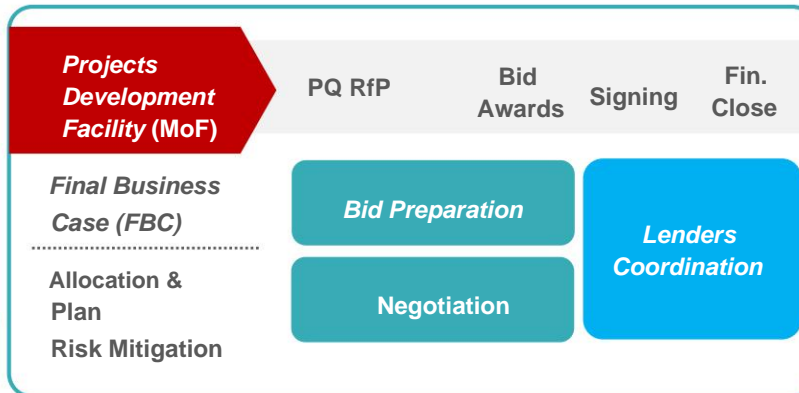 Projects
Development
Facility (MoF)
PQ RfP
Bid
Awards
Signing
Fin.
Close
Final Business
Case (FBC)
Allocation &
Plan
Risk Mitigation
Bid Preparation
Negotiation
Lenders
Coordination